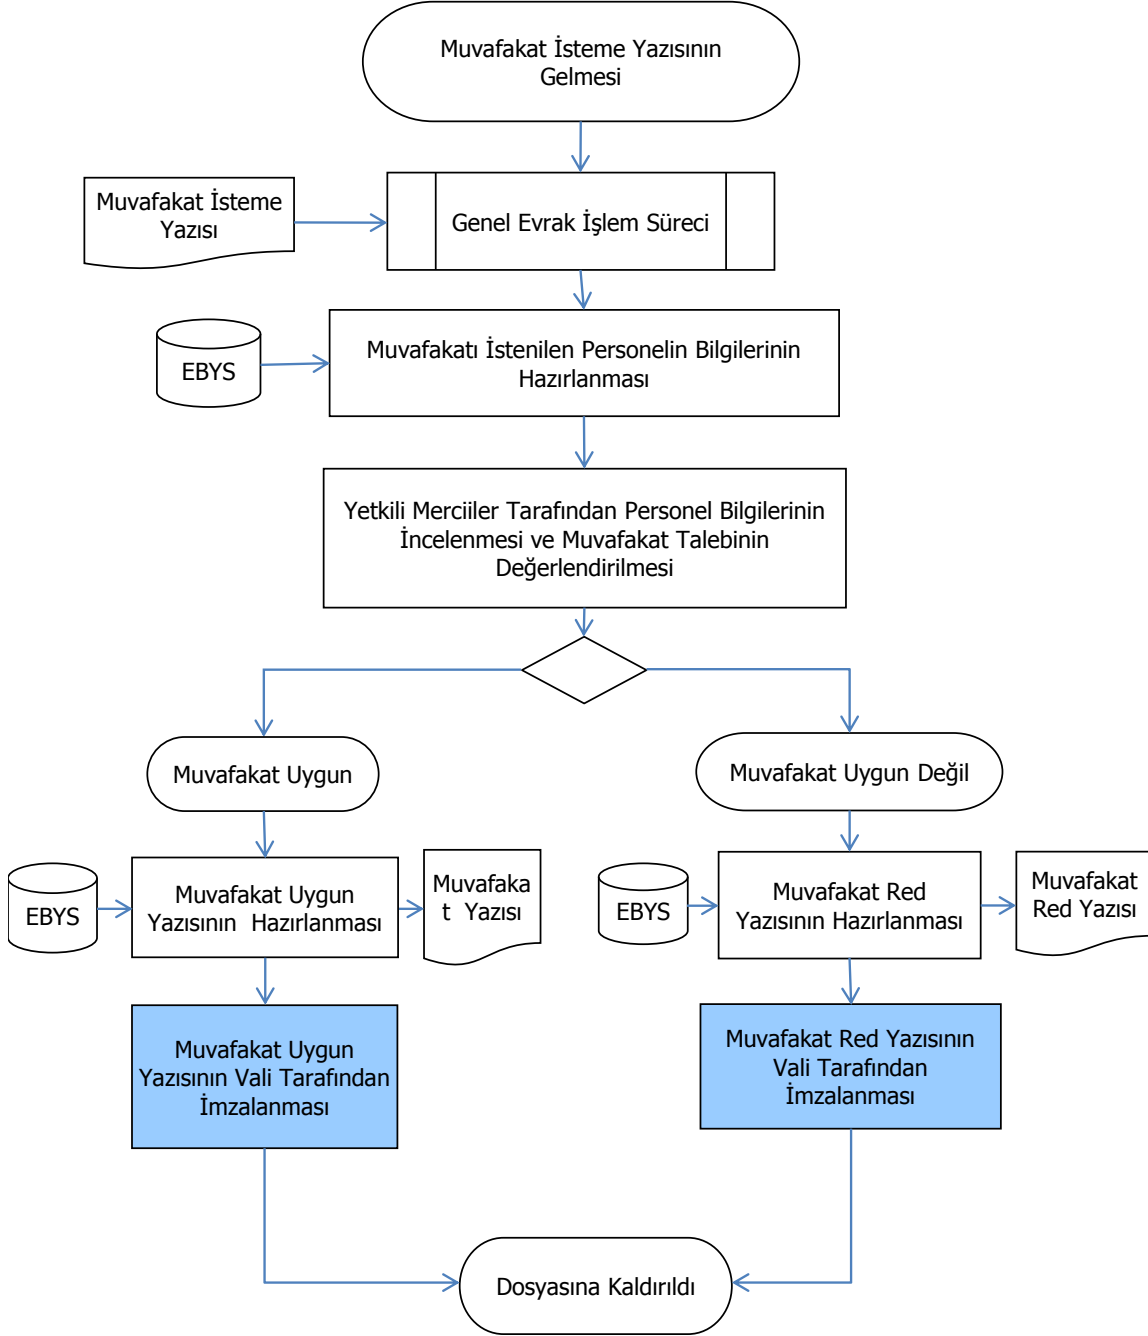 Muvafakat İsteme Yazısının
Gelmesi
Muvafakat İsteme
Yazısı
Genel Evrak İşlem Süreci
EBYS
Muvafakatı İstenilen Personelin Bilgilerinin
Hazırlanması
Yetkili Merciiler Tarafından Personel Bilgilerinin
İncelenmesi ve Muvafakat Talebinin
Değerlendirilmesi
Muvafakat Uygun
Muvafakat Uygun Değil
EBYS
Muvafakat Uygun
Yazısının Hazırlanması
Muvafaka
t Yazısı
EBYS
Muvafakat Red
Yazısının Hazırlanması
Muvafakat
Red Yazısı
Muvafakat Uygun
Yazısının Vali Tarafından
İmzalanması
Muvafakat Red Yazısının
Vali Tarafından
İmzalanması
Dosyasına Kaldırıldı